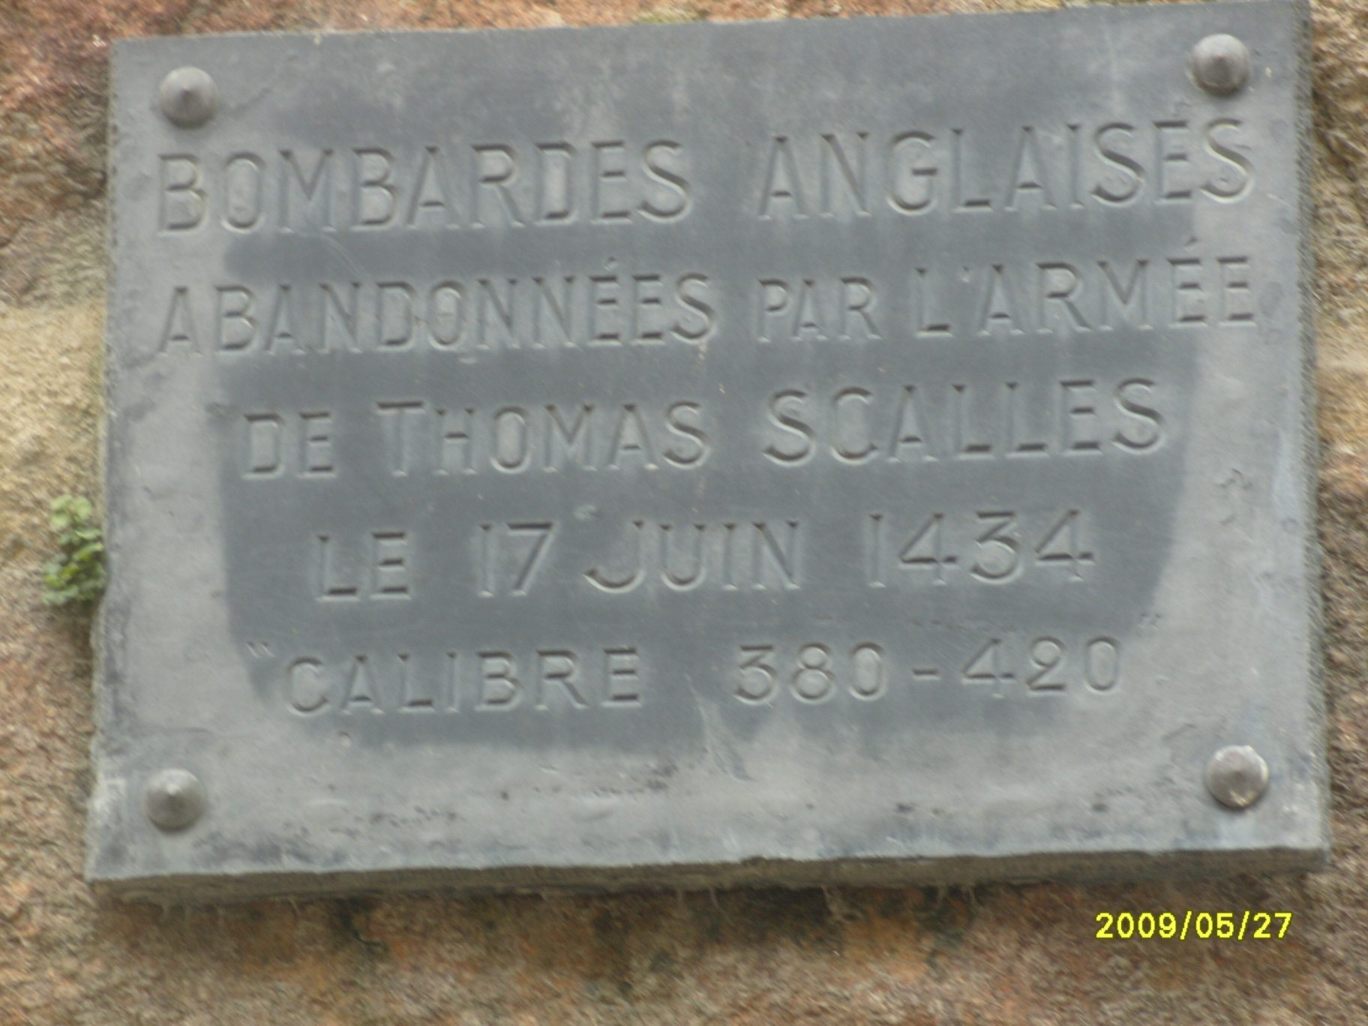 BOMBARDES ANGLAISES
ABANDONNÉES PAR L'ARMÉE
DE THOMAS SCALLES
LE 17 JUIN 1434
"CALIBRE 380-420
2009/05/27